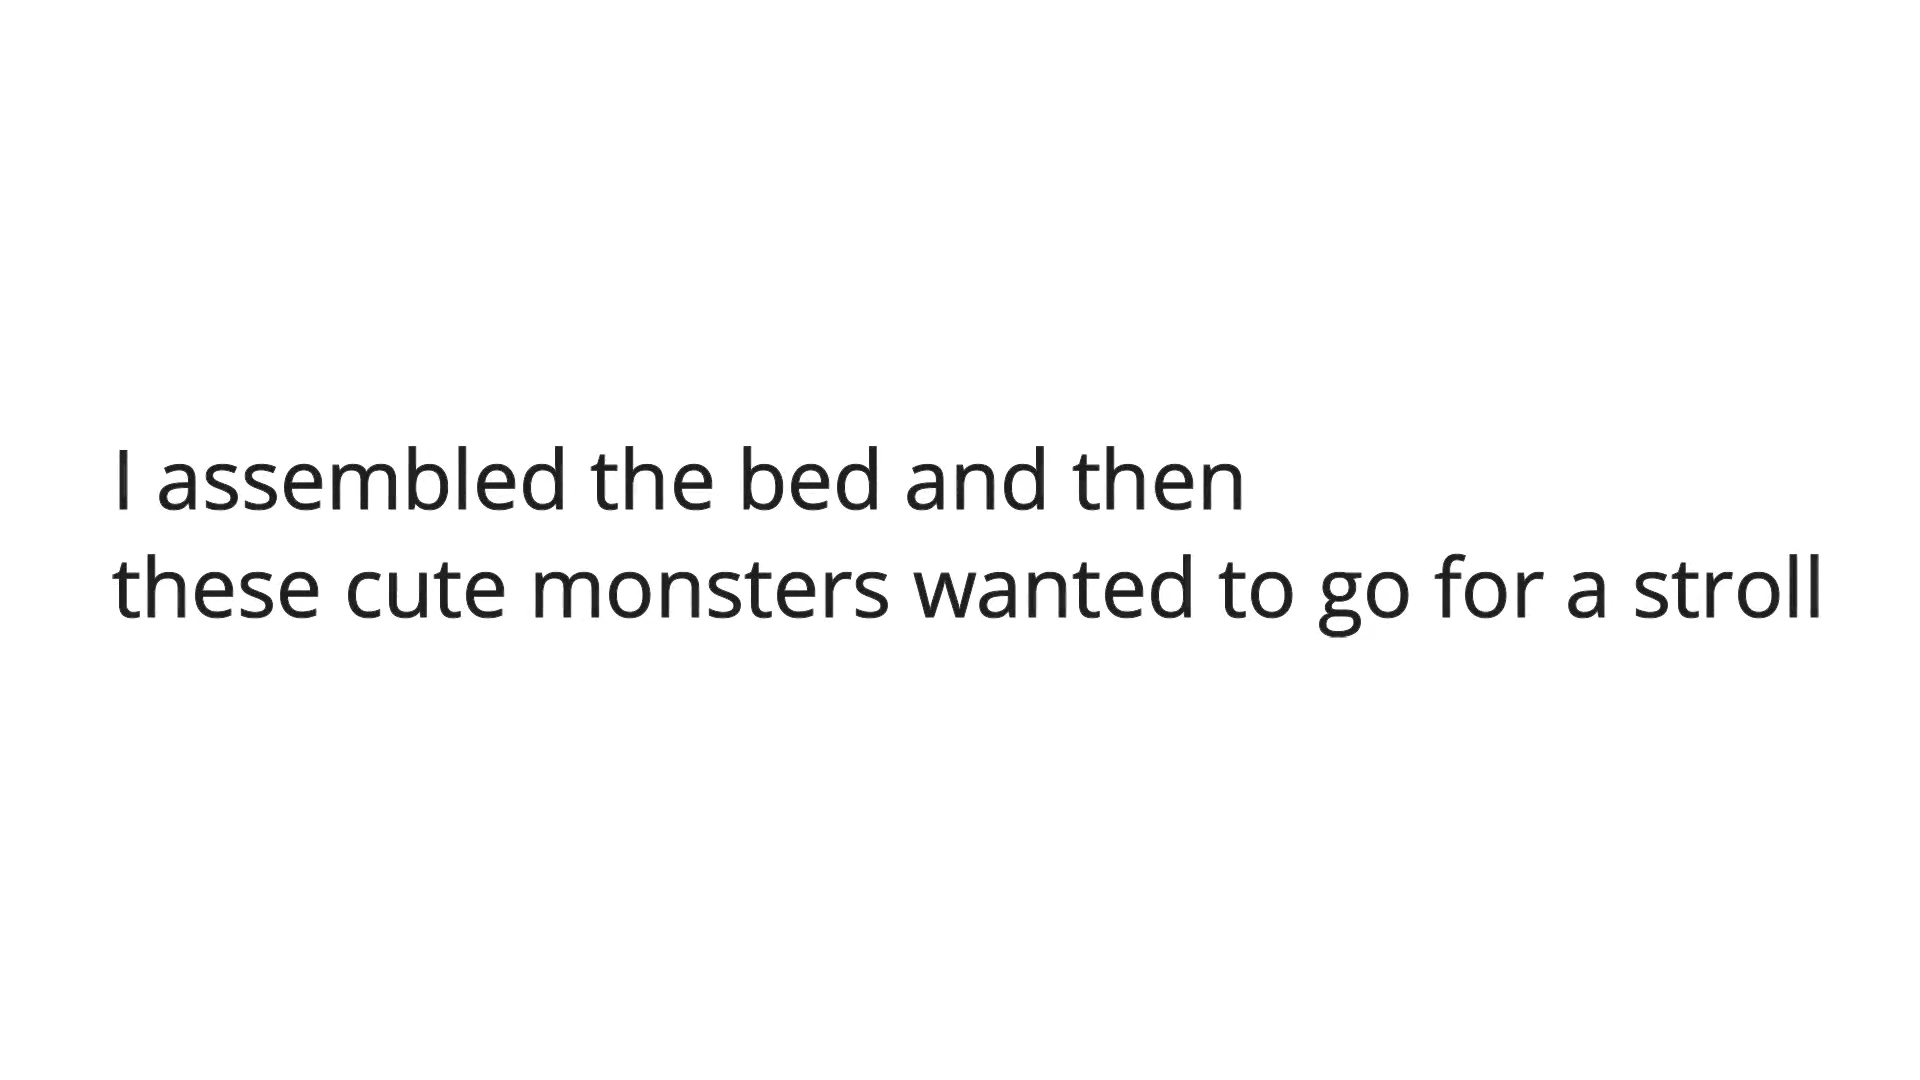 I assembled the bed and then
these cute monsters wanted to go for a stroll